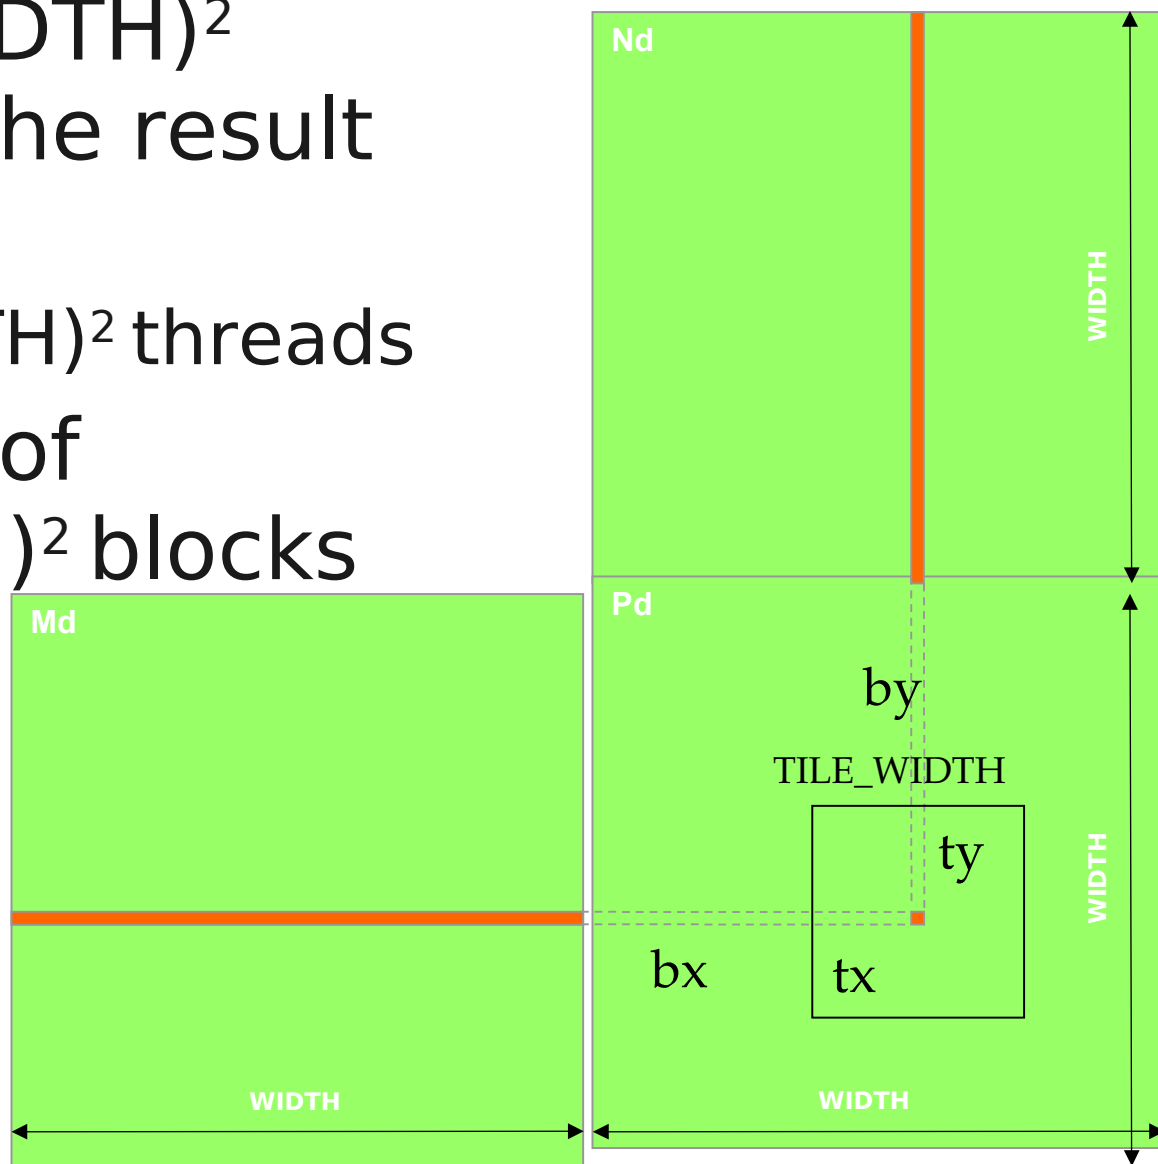 DTH)²
he result
TH)² threads
of
)² blocks
Nd
WIDTH
Md
Pd
by
TILE_WIDTH
ty
WIDTH
bx
tx
WIDTH
WIDTH